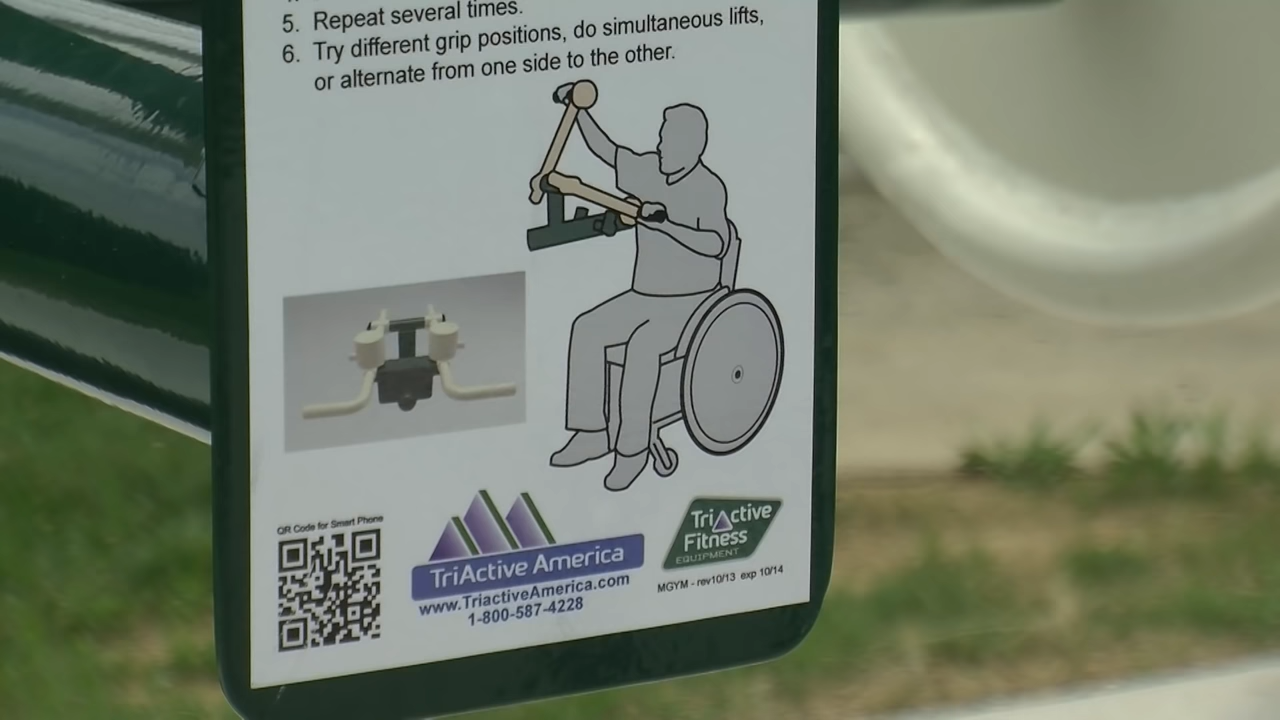 5. Repeat several times.
6. Try different grip positions, do simultaneous lifts,
or alternate from one side to the other.
QR Code for Smart Phone
TriActive America
www.TriactiveAmerica.com
1-800-587-4228
TriActive
Fitness
EQUIPMENT
MGYM - rev10/13 exp 10/14